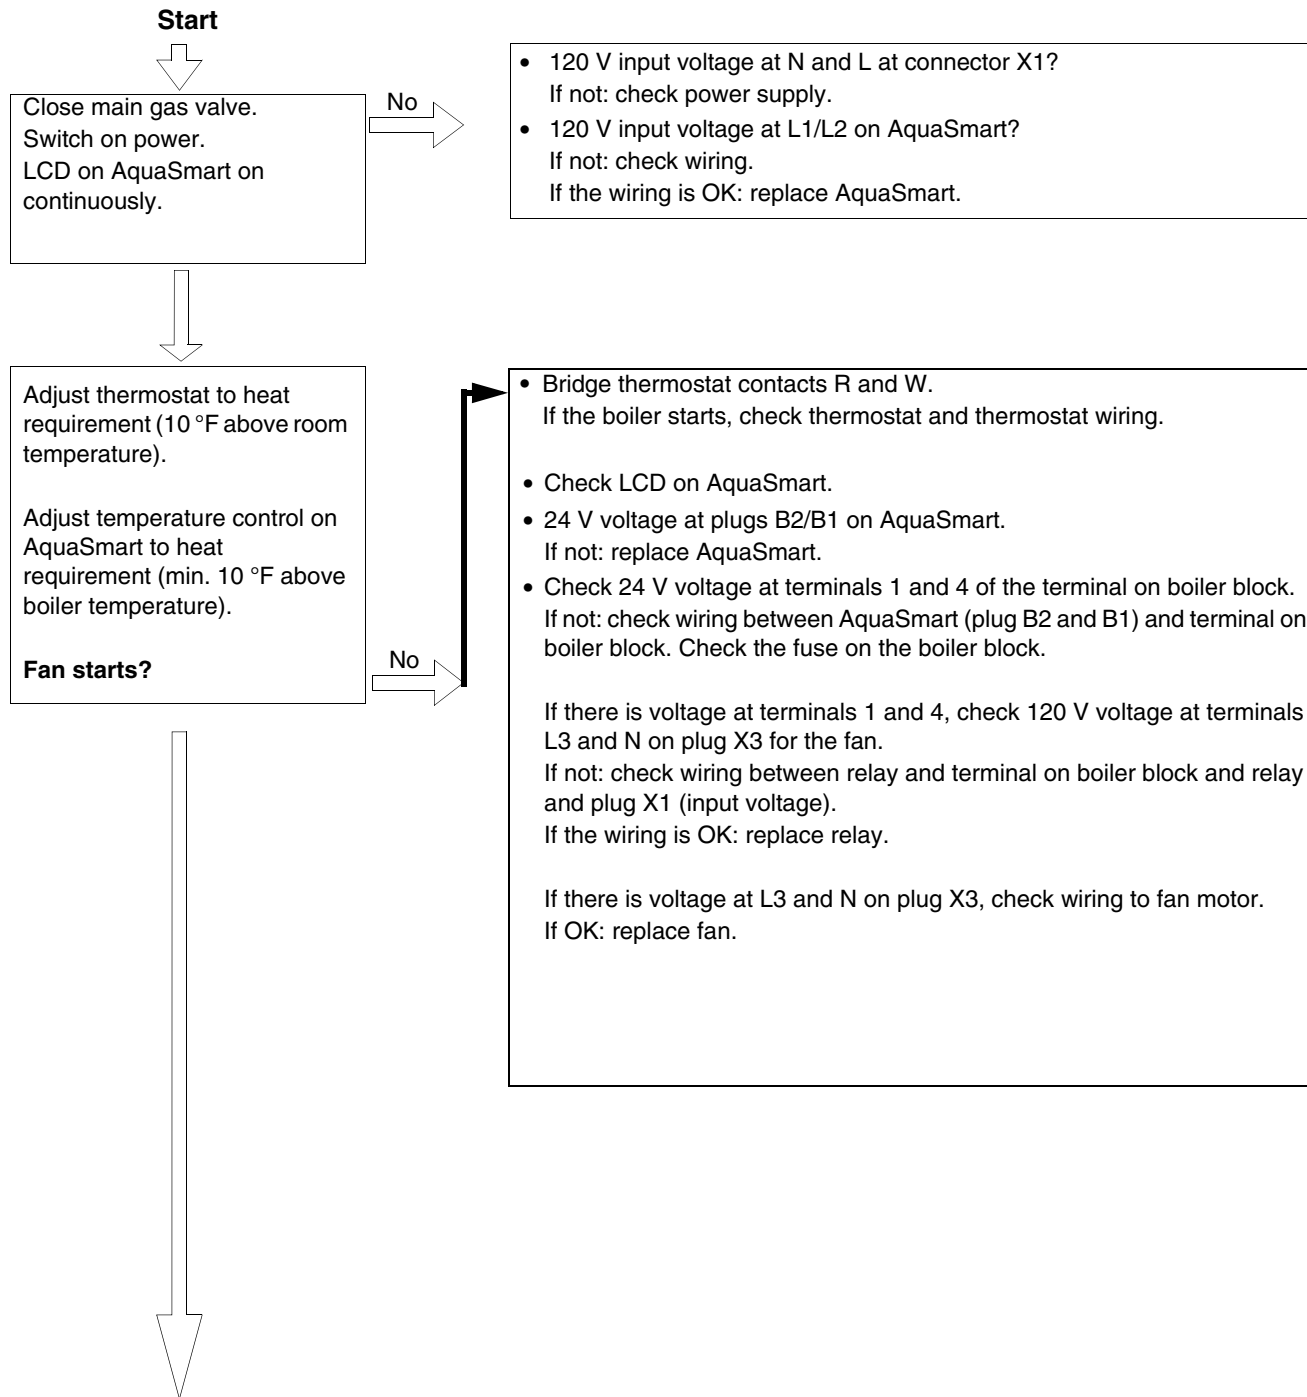 Start
Close main gas valve.
Switch on power.
LCD on AquaSmart on
continuously.
No
• 120 V input voltage at N and L at connector X1?
If not: check power supply.
• 120 V input voltage at L1/L2 on AquaSmart?
If not: check wiring.
If the wiring is OK: replace AquaSmart.
Adjust thermostat to heat
requirement (10 °F above room
temperature).
Adjust temperature control on
AquaSmart to heat
requirement (min. 10 °F above
boiler temperature).
Fan starts?
No
• Bridge thermostat contacts R and W.
If the boiler starts, check thermostat and thermostat wiring.
• Check LCD on AquaSmart.
• 24 V voltage at plugs B2/B1 on AquaSmart.
If not: replace AquaSmart.
• Check 24 V voltage at terminals 1 and 4 of the terminal on boiler block.
If not: check wiring between AquaSmart (plug B2 and B1) and terminal on
boiler block. Check the fuse on the boiler block.
If there is voltage at terminals 1 and 4, check 120 V voltage at terminals
L3 and N on plug X3 for the fan.
If not: check wiring between relay and terminal on boiler block and relay
and plug X1 (input voltage).
If the wiring is OK: replace relay.
If there is voltage at L3 and N on plug X3, check wiring to fan motor.
If OK: replace fan.